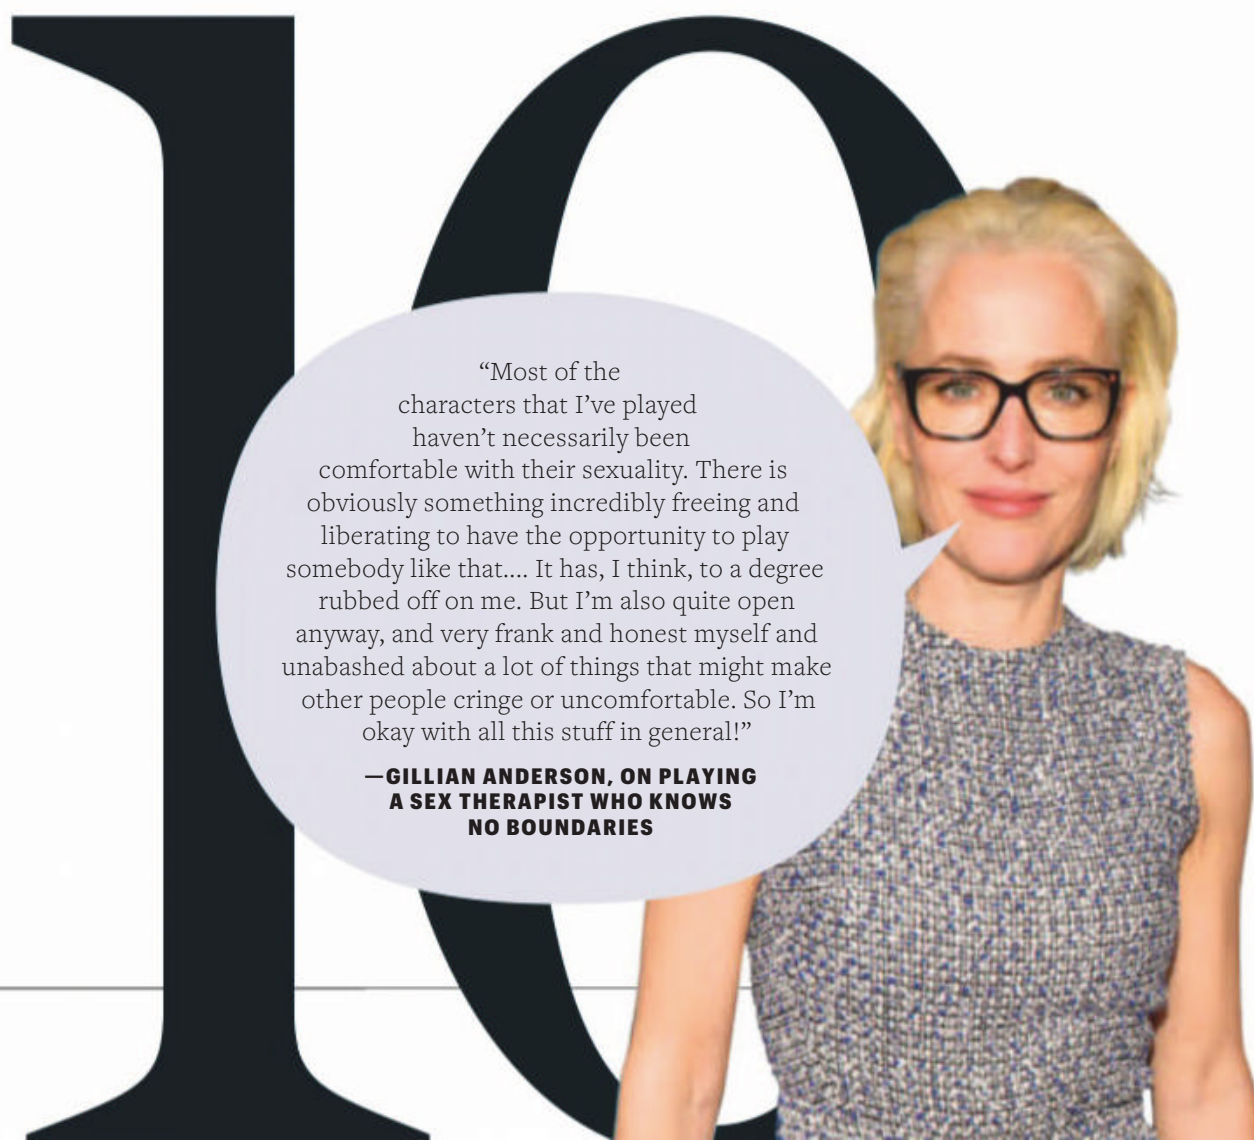 10
“Most of the
characters that I’ve played
haven’t necessarily been
comfortable with their sexuality. There is
obviously something incredibly freeing and
liberating to have the opportunity to play
somebody like that.... It has, I think, to a degree
rubbed off on me. But I’m also quite open
anyway, and very frank and honest myself and
unabashed about a lot of things that might make
other people cringe or uncomfortable. So I’m
okay with all this stuff in general!”
—GILLIAN ANDERSON, ON PLAYING
A SEX THERAPIST WHO KNOWS
NO BOUNDARIES